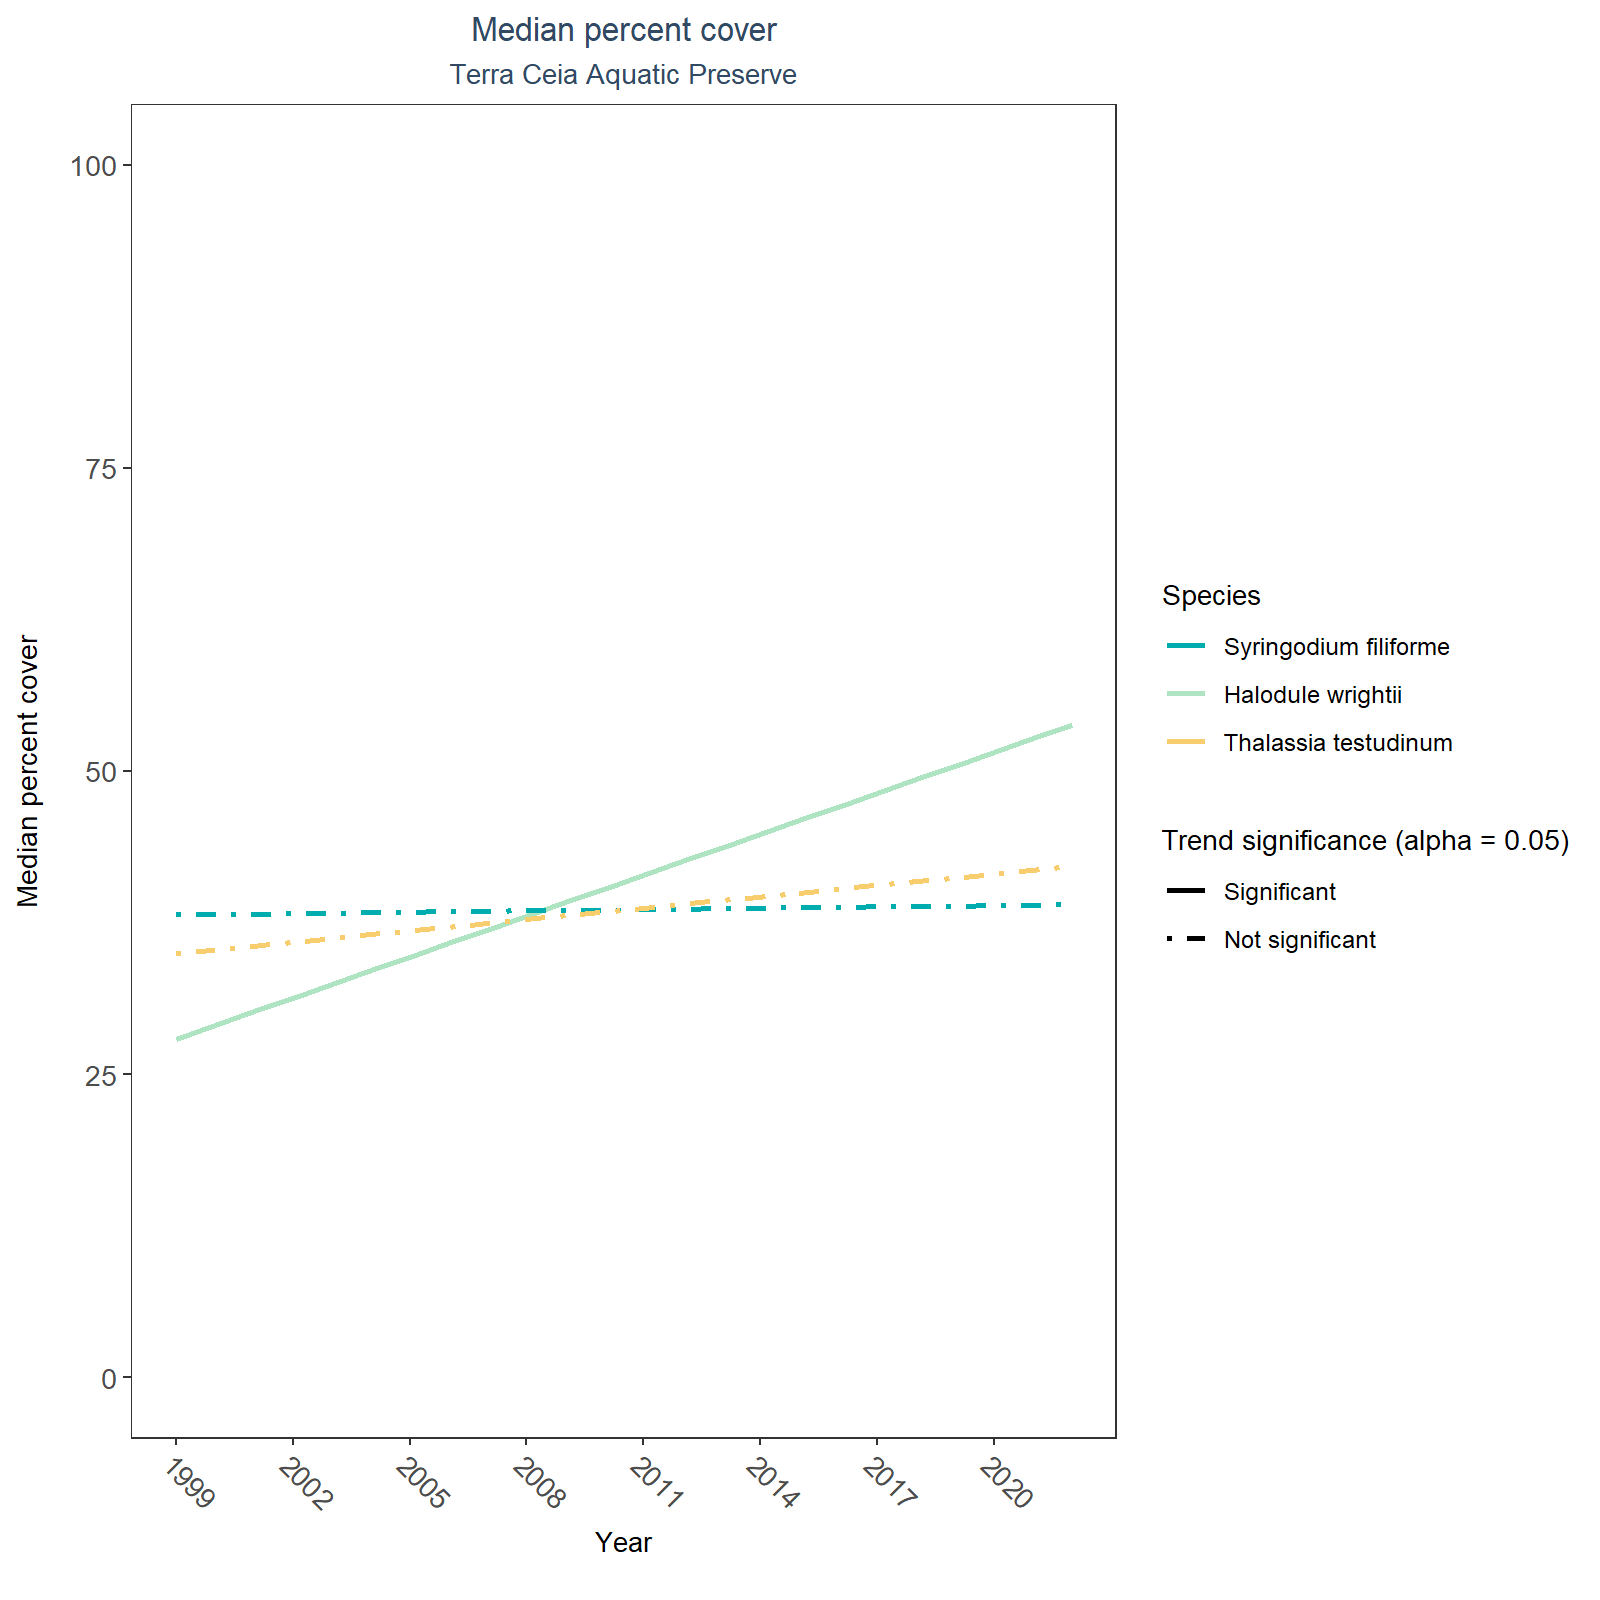 Median percent cover
Terra Ceia Aquatic Preserve
Median percent cover
100
75
50
25
0
1999
2002
2005
2008
2011
2014
2017
2020
Year
Species
Syringodium filiforme
Halodule wrightii
Thalassia testudinum
Trend significance (alpha = 0.05)
Significant
Not significant